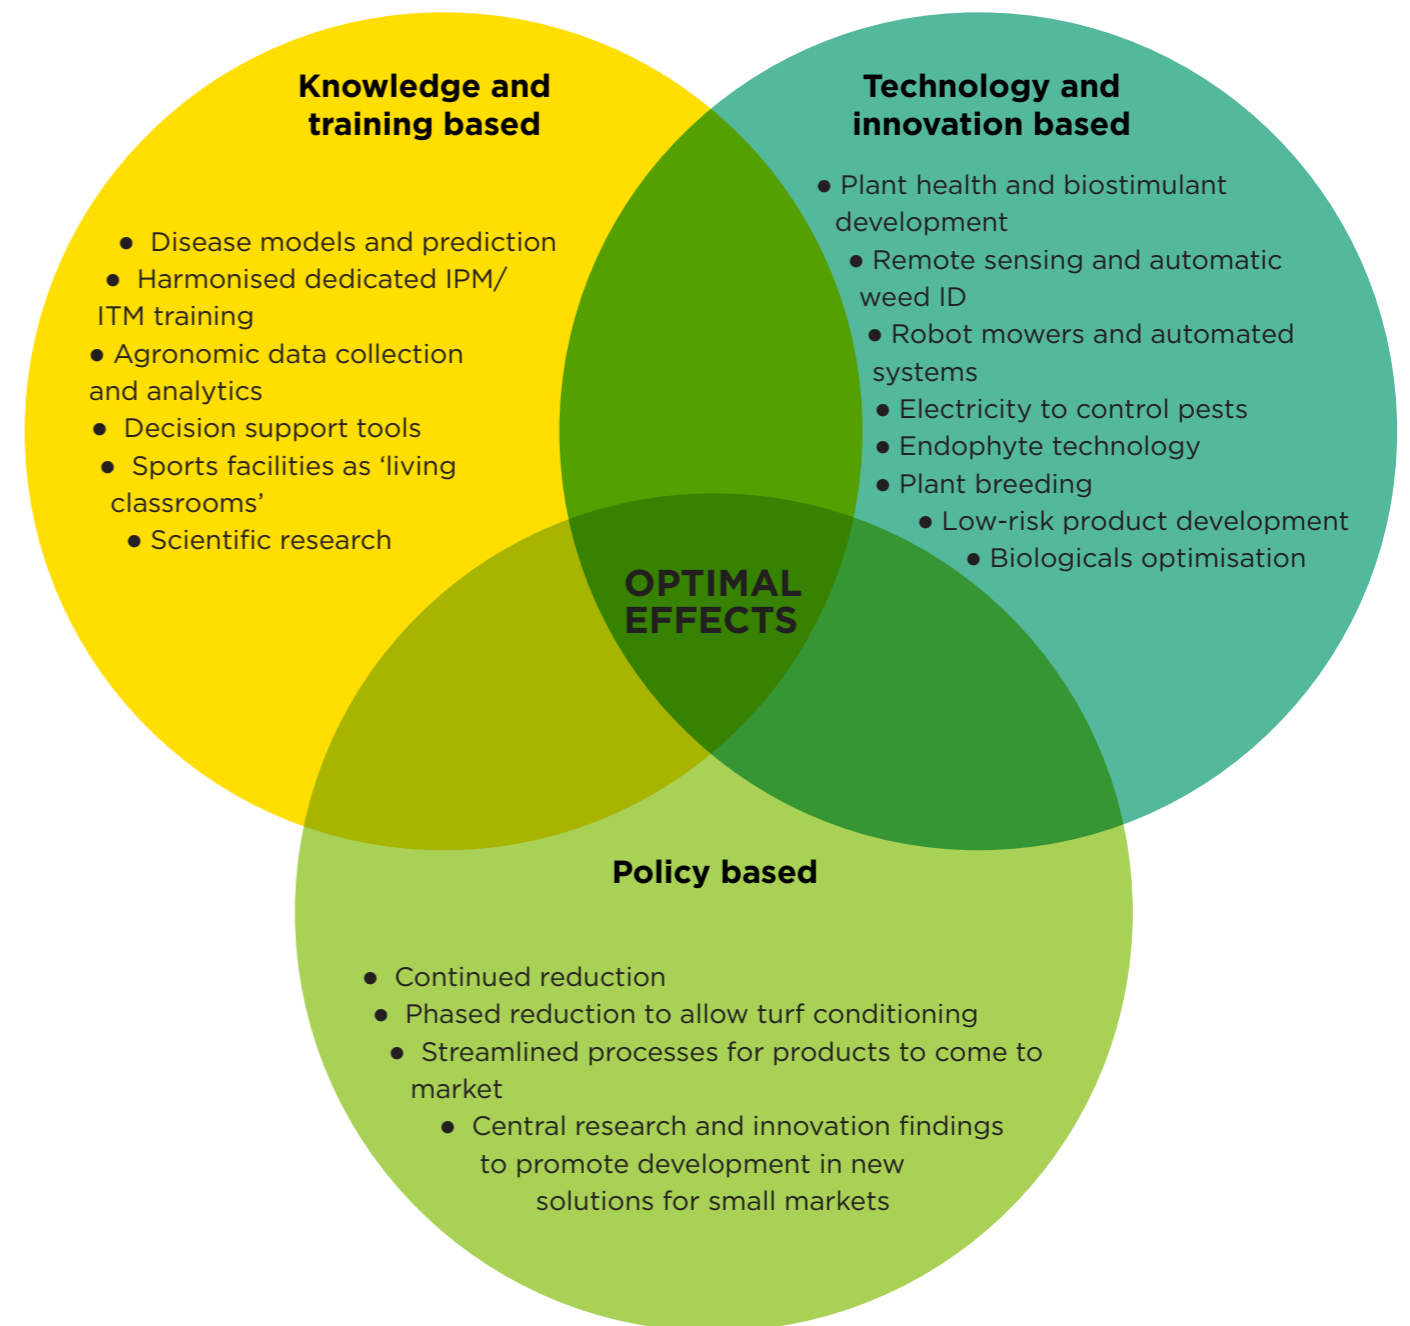 Knowledge and
training based
● Disease models and prediction
● Harmonised dedicated IPM/
ITM training
● Agronomic data collection
and analytics
● Decision support tools
● Sports facilities as ‘living
classrooms’
● Scientific research
Technology and
innovation based
● Plant health and biostimulant
development
● Remote sensing and automatic
weed ID
● Robot mowers and automated
systems
● Electricity to control pests
● Endophyte technology
● Plant breeding
● Low-risk product development
● Biologicals optimisation
OPTIMAL
EFFECTS
Policy based
● Continued reduction
● Phased reduction to allow turf conditioning
● Streamlined processes for products to come to
market
● Central research and innovation findings
to promote development in new
solutions for small markets